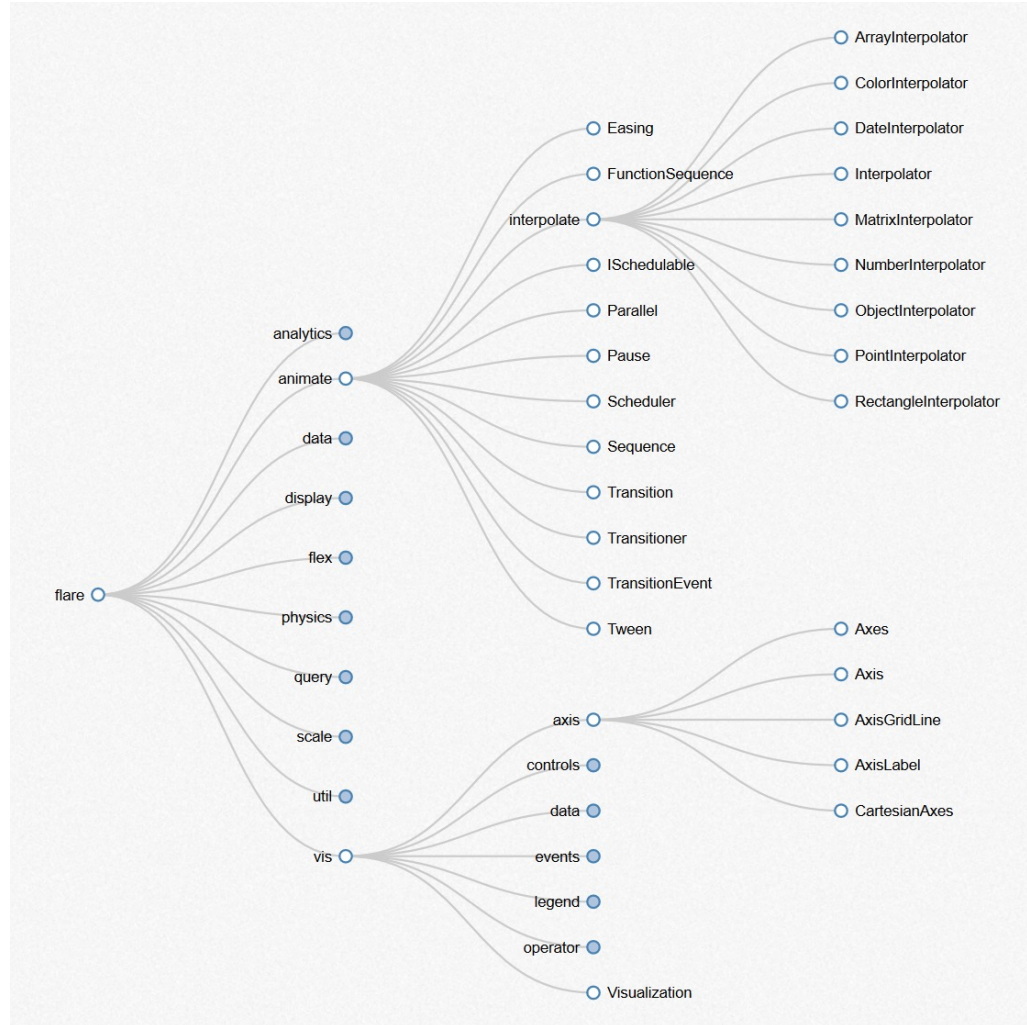 flare
analytics
animate
data
display
flex
physics
query
scale
util
vis
Easing
FunctionSequence
interpolate
ISchedulable
Parallel
Pause
Scheduler
Sequence
Transition
Transitioner
TransitionEvent
Tween
axis
controls
data
events
legend
operator
Visualization
ArrayInterpolator
ColorInterpolator
DateInterpolator
Interpolator
MatrixInterpolator
NumberInterpolator
ObjectInterpolator
PointInterpolator
RectangleInterpolator
Axes
Axis
AxisGridLine
AxisLabel
CartesianAxes